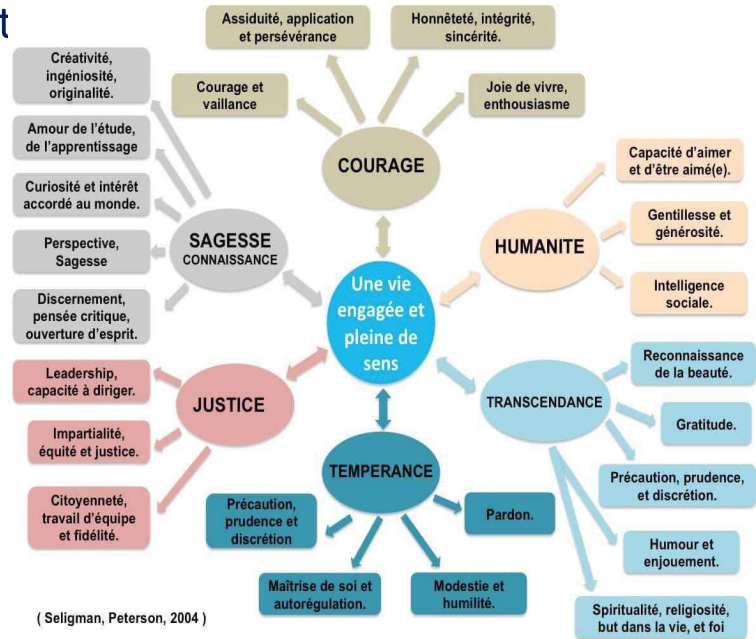 t
Assiduité, application
et persévérance
Honnêteté, intégrité,
sincérité.
Créativité,
ingéniosité,
originalité.
Courage et
vaillance
Joie de vivre,
enthousiasme
COURAGE
Amour de l'étude,
de l'apprentissage
Curiosité et intérêt
accordé au monde.
Perspective,
Sagesse
Discernement,
pensée critique,
ouverture d'esprit.
SAGESSE
CONNAISSANCE
Capacité d'aimer
et d'être aimé(e).
Gentillesse et
générosité.
Intelligence
sociale.
HUMANITE
Une vie
engagée et
pleine de
sens
Leadership,
capacité à diriger.
Impartialité,
équité et justice.
Citoyenneté,
travail d'équipe
et fidélité.
JUSTICE
TRANSCENDANCE
Reconnaissance
de la beauté.
Gratitude.
Précaution, prudence,
et discrétion.
Humour et
enjouement.
Spiritualité, religiosité,
but dans la vie, et foi
TEMPERANCE
Précaution,
prudence et
discrétion
Pardon.
Maîtrise de soi et
autorégulation.
Modestie et
humilité.
( Seligman, Peterson, 2004 )